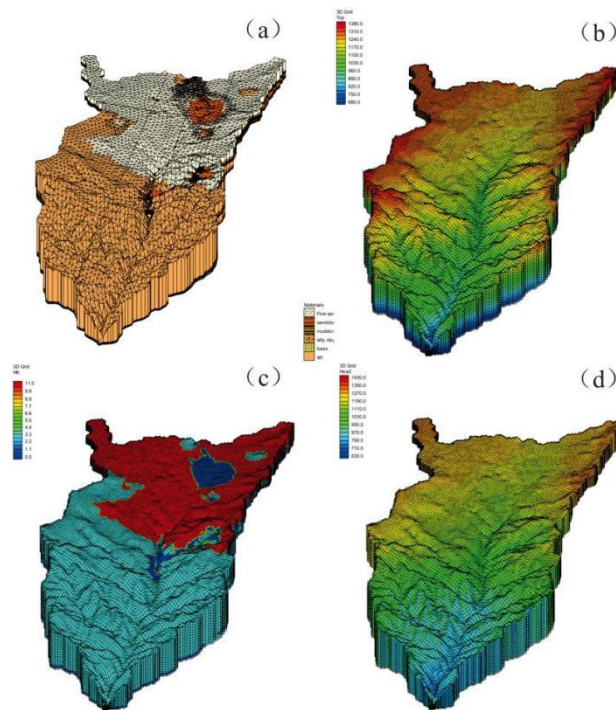 (a)
Materials
Fine san
sandsto
mudston
silty clay
loess
3D Grid
Top
1380.0
1310.0
1240.0
1170.0
1100.0
1030.0
960.0
890.0
820.0
750.0
680.0
(b)
3D Grid
HK
11.0
9.9
8.8
7.7
6.6
5.5
4.4
3.3
2.2
1.1
0.0
(c)
3D Grid
Head
1430.0
1350.0
1270.0
1190.0
1110.0
1030.0
950.0
870.0
790.0
710.0
630.0
(d)